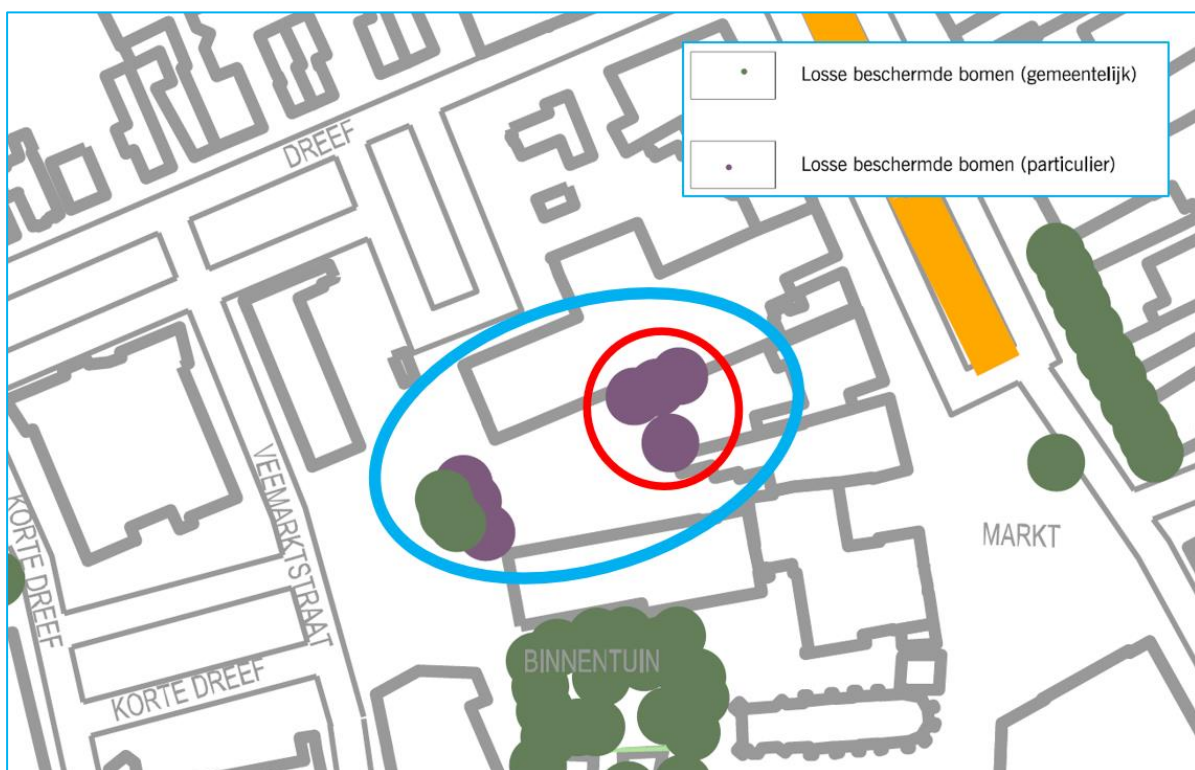 Losse beschermde bomen (gemeentelijk)
Losse beschermde bomen (particulier)
DREEF
VEEMARKTSTRAAT
KORTE DREEF
MARKT
BINNENTUIN
KORTE DREEF